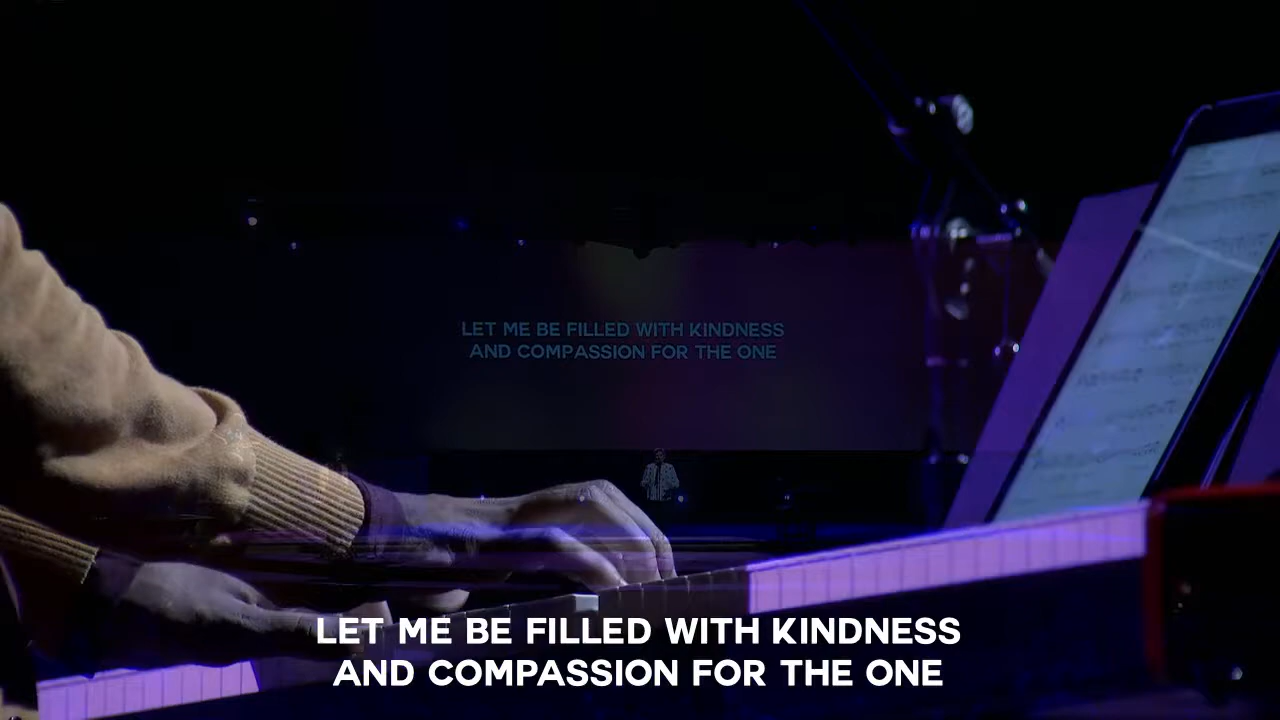 LET ME BE FILLED WITH KINDNESS
AND COMPASSION FOR THE ONE
LET ME BE FILLED WITH KINDNESS
AND COMPASSION FOR THE ONE